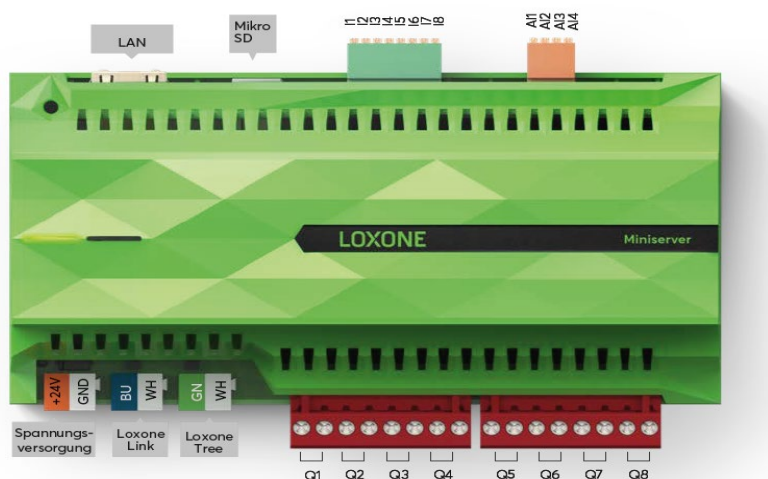 LAN
Mikro
SD
I1 I2 I3 I4 I5 I6 I7 I8
AI1 AI2 AI3 AI4
LOXONE
Miniserver
+24V GND
BU WH
GN WH
Spannungs-
versorgung
Loxone
Link
Loxone
Tree
Q1 Q2 Q3 Q4 Q5 Q6 Q7 Q8